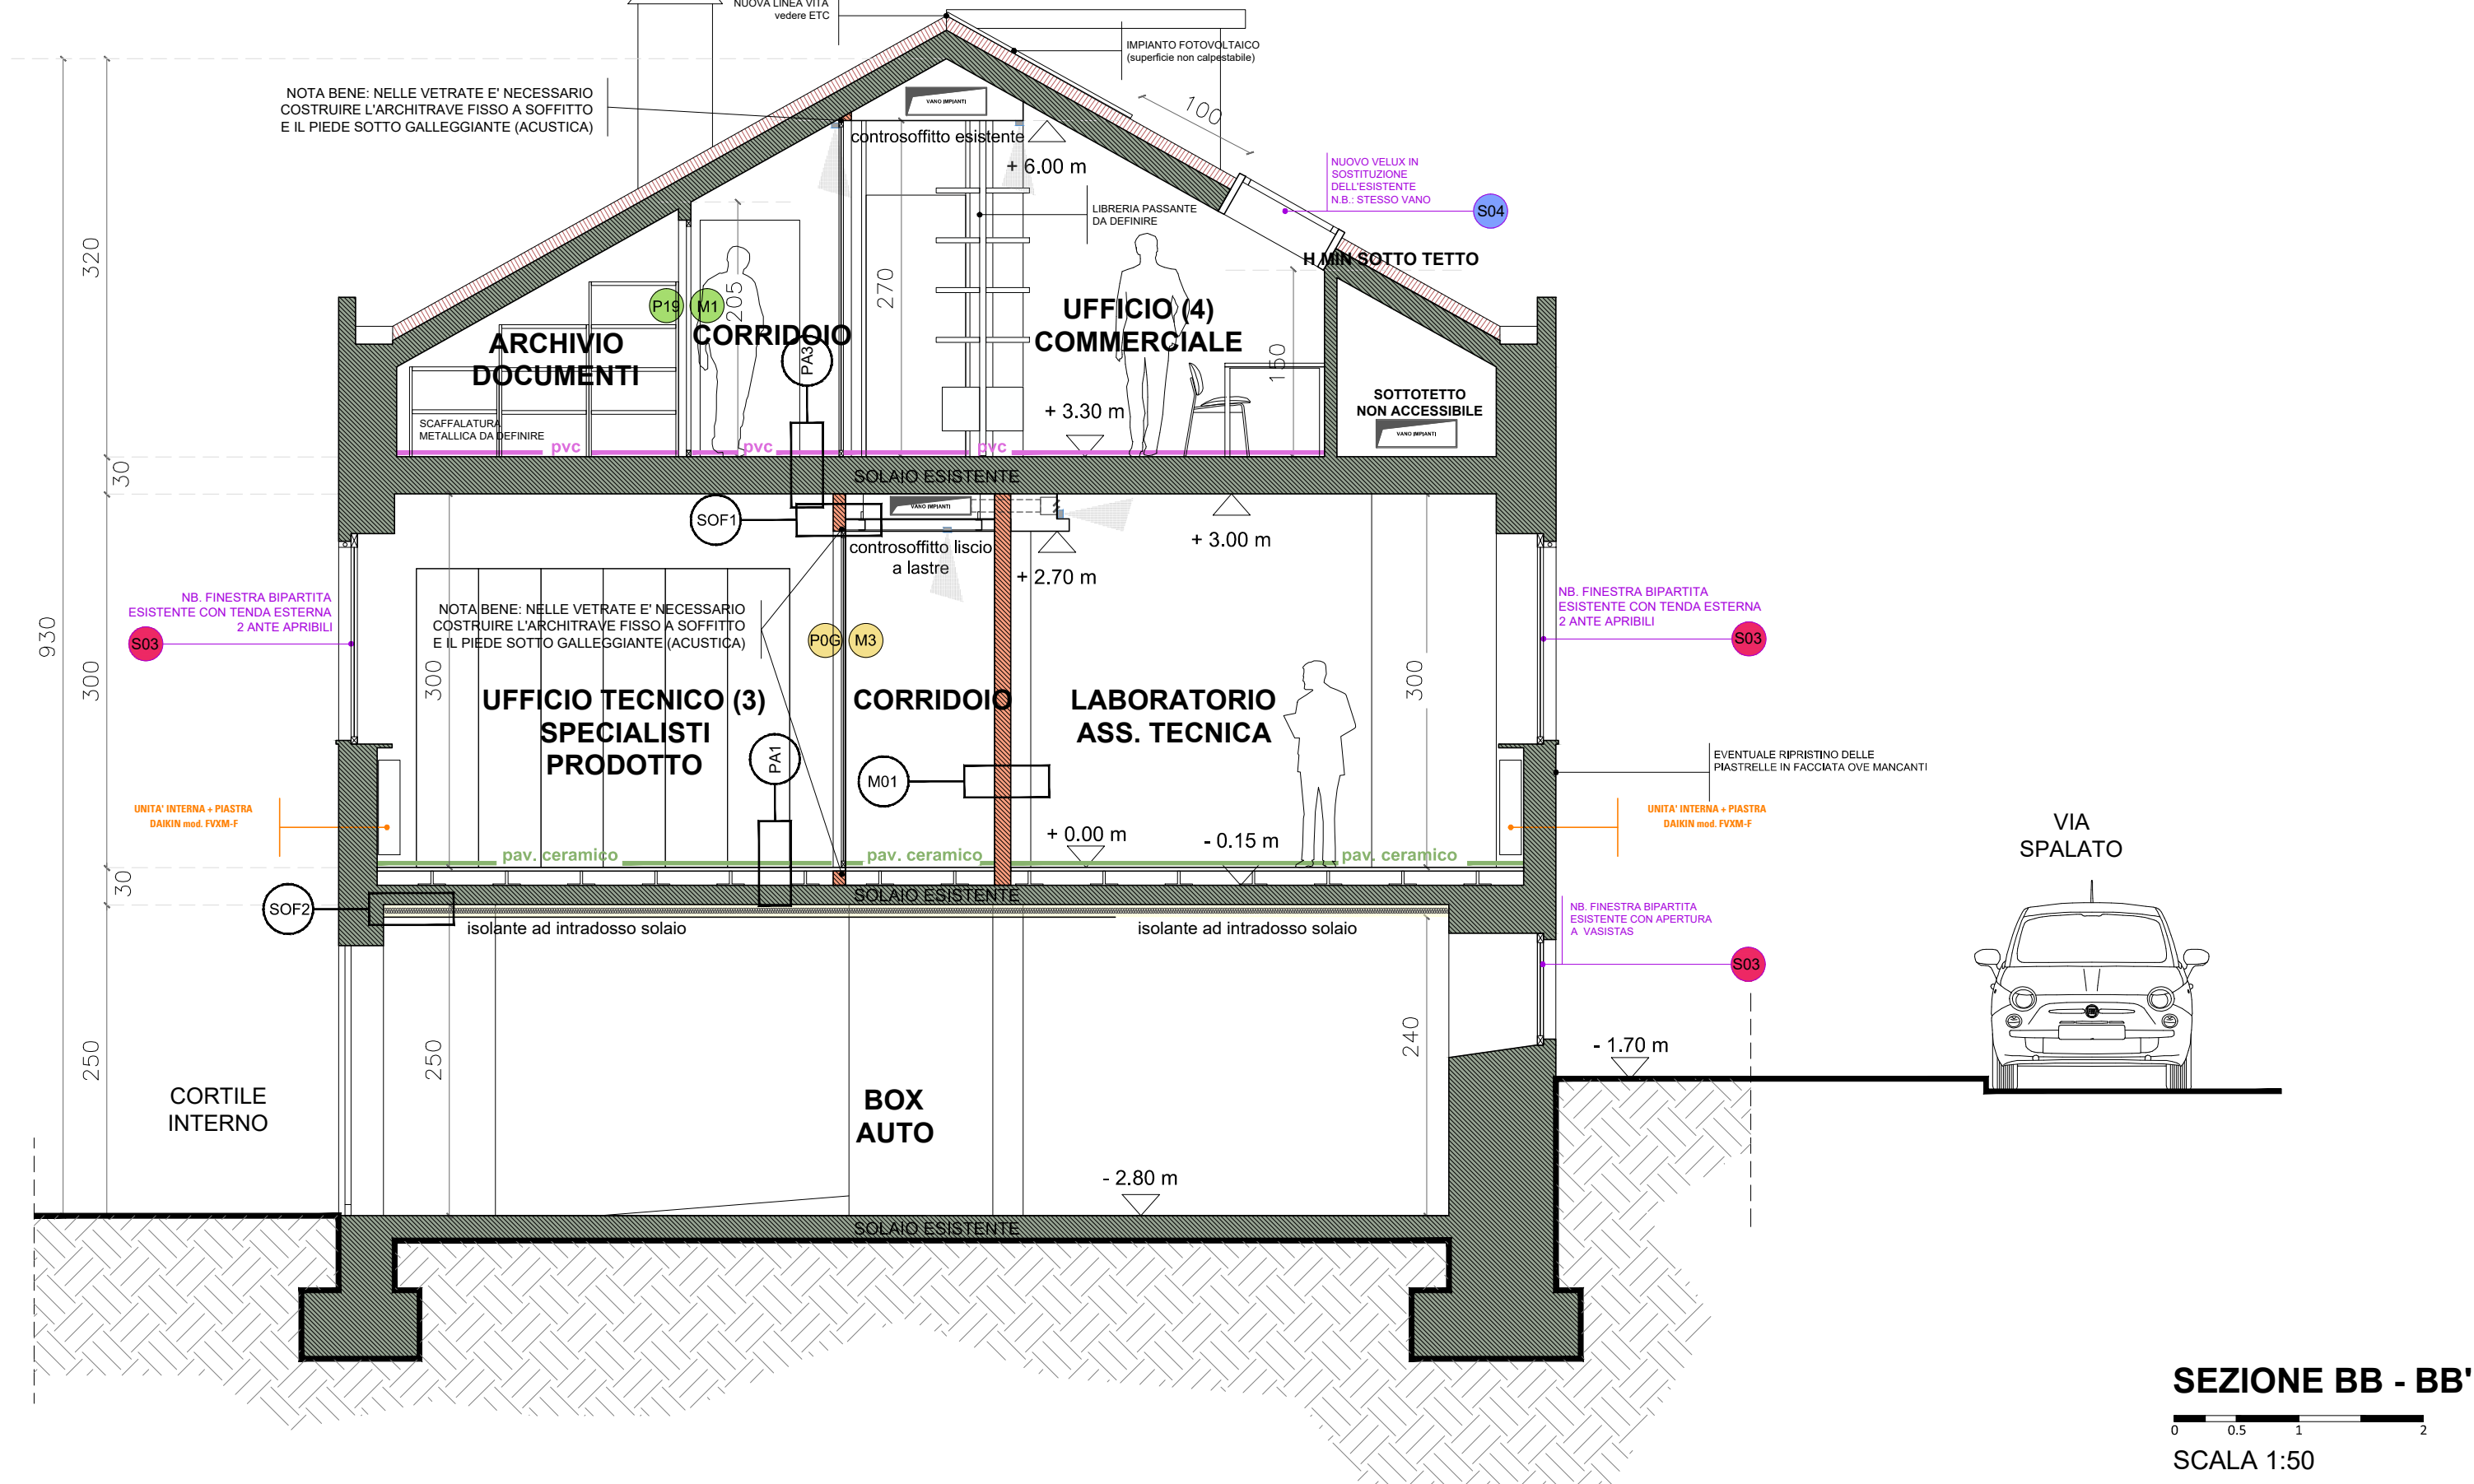 NUOVA LINEA VITA
vedere ETC
IMPIANTO FOTOVOLTAICO
(superficie non calpestabile)
NOTA BENE: NELLE VETRATE E' NECESSARIO
COSTRUIRE L'ARCHITRAVE FISSO A SOFFITTO
E IL PIEDE SOTTO GALLEGGIANTE (ACUSTICA)
VANO IMPIANTI
100
controsoffitto esistente
+ 6.00 m
NUOVO VELUX IN
SOSTITUZIONE
DELL'ESISTENTE
N.B.: STESSO VANO
S04
LIBRERIA PASSANTE
DA DEFINIRE
H MIN SOTTO TETTO
320
205
270
150
P19
M1
UFFICIO (4)
COMMERCIALE
ARCHIVIO
DOCUMENTI
CORRIDOIO
PA3
SOTTOTETTO
NON ACCESSIBILE
VANO IMPIANTI
+ 3.30 m
SCAFFALATURA
METALLICA DA DEFINIRE
pvc
pvc
pvc
30
SOLAIO ESISTENTE
SOF1
VANO IMPIANTI
controsoffitto liscio
a lastre
+ 3.00 m
+ 2.70 m
NB. FINESTRA BIPARTITA
ESISTENTE CON TENDA ESTERNA
2 ANTE APRIBILI
S03
NOTA BENE: NELLE VETRATE E' NECESSARIO
COSTRUIRE L'ARCHITRAVE FISSO A SOFFITTO
E IL PIEDE SOTTO GALLEGGIANTE (ACUSTICA)
P0G
M3
NB. FINESTRA BIPARTITA
ESISTENTE CON TENDA ESTERNA
2 ANTE APRIBILI
S03
930
300
300
300
UFFICIO TECNICO (3)
SPECIALISTI
PRODOTTO
CORRIDOIO
LABORATORIO
ASS. TECNICA
PA1
M01
EVENTUALE RIPRISTINO DELLE
PIASTRELLE IN FACCIATA OVE MANCANTI
UNITA' INTERNA + PIASTRA
DAIKIN mod. FVXM-F
UNITA' INTERNA + PIASTRA
DAIKIN mod. FVXM-F
+ 0.00 m
- 0.15 m
pav. ceramico
pav. ceramico
pav. ceramico
VIA
SPALATO
30
SOF2
SOLAIO ESISTENTE
isolante ad intradosso solaio
isolante ad intradosso solaio
NB. FINESTRA BIPARTITA
ESISTENTE CON APERTURA
A VASISTAS
S03
250
250
240
- 1.70 m
CORTILE
INTERNO
BOX
AUTO
- 2.80 m
SOLAIO ESISTENTE
SEZIONE BB - BB'
0 0.5 1 2
SCALA 1:50